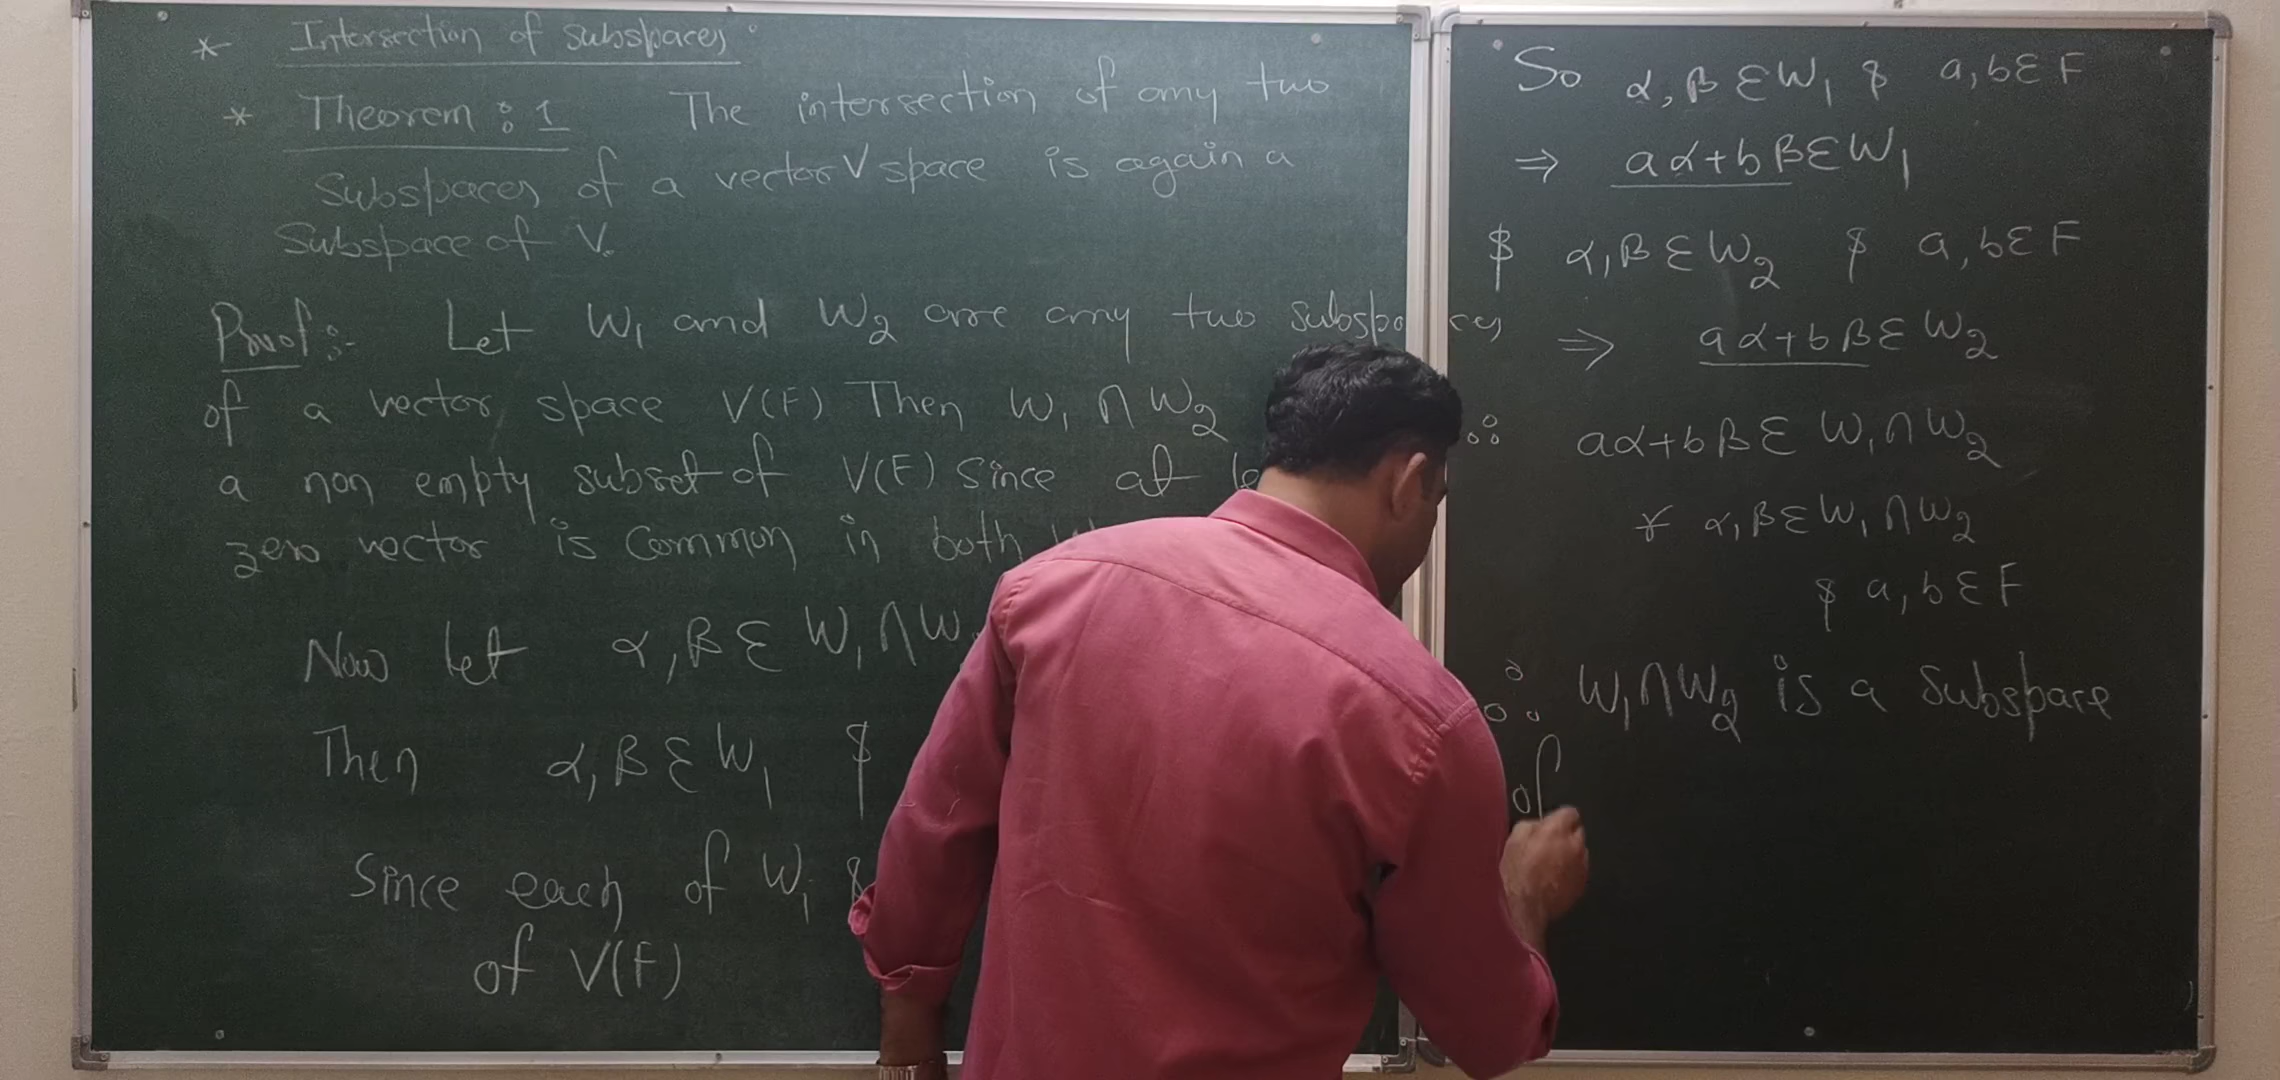 * Intersection of subspaces
* Theorem : 1 The intersection of any two
Subspaces of a vector V space is again a
Subspace of V.
Proof :- Let W₁ and W₂ are any two subspaces
of a vector space V(F) Then W₁ ∩ W₂
a non empty subset of V(F) Since at
zero vector is Common in both
Now let α, β ∈ W₁ ∩ W
Then α, β ∈ W₁ &
Since each of W₁ &
of V(F)
So α, β ∈ W₁ & a, b ∈ F
⇒ aα+bβ ∈ W₁
& α, β ∈ W₂ & a, b ∈ F
⇒ aα+bβ ∈ W₂
∴ aα+bβ ∈ W₁ ∩ W₂
∀ α, β ∈ W₁ ∩ W₂
& a, b ∈ F
∴ W₁ ∩ W₂ is a Subspace
of